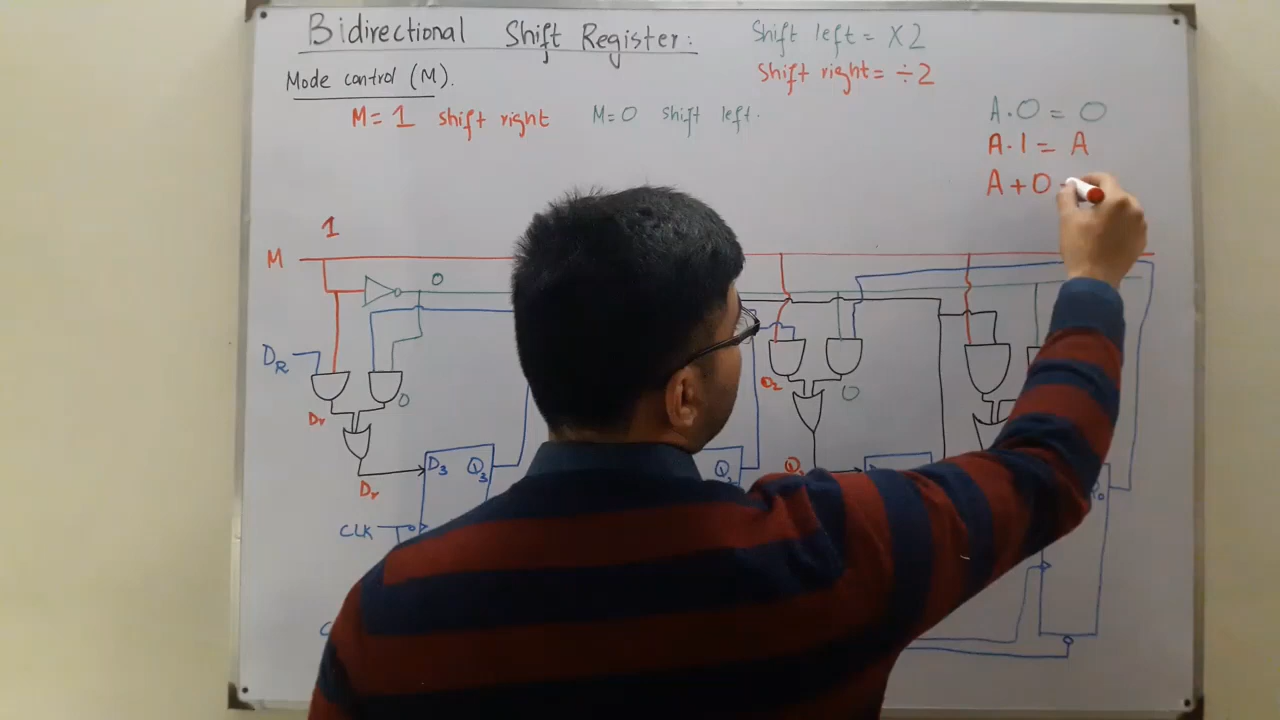 Bidirectional Shift Register:
Shift left = X2
Shift right = ÷2
Mode control (M).
M = 1 shift right M = 0 shift left.
A.0 = 0
A.1 = A
A+0
1
M
0
DR
Dr
0
D2
0
D3 Q3
Q2
Dr
CLK